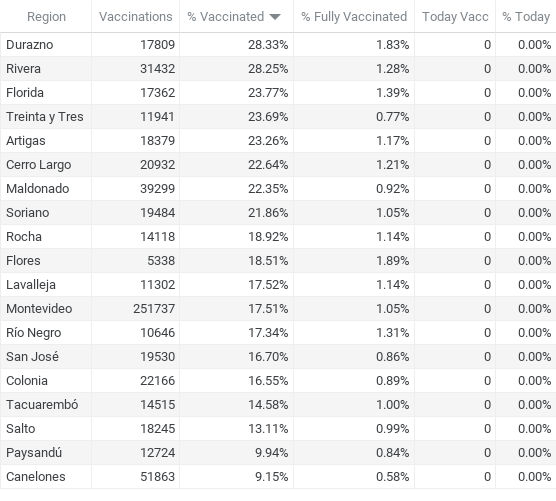 Region Vaccinations % Vaccinated % Fully Vaccinated Today Vacc % Today
Durazno 17809 28.33% 1.83% 0 0.00%
Rivera 31432 28.25% 1.28% 0 0.00%
Florida 17362 23.77% 1.39% 0 0.00%
Treinta y Tres 11941 23.69% 0.77% 0 0.00%
Artigas 18379 23.26% 1.17% 0 0.00%
Cerro Largo 20932 22.64% 1.21% 0 0.00%
Maldonado 39299 22.35% 0.92% 0 0.00%
Soriano 19484 21.86% 1.05% 0 0.00%
Rocha 14118 18.92% 1.14% 0 0.00%
Flores 5338 18.51% 1.89% 0 0.00%
Lavalleja 11302 17.52% 1.14% 0 0.00%
Montevideo 251737 17.51% 1.05% 0 0.00%
Río Negro 10646 17.34% 1.31% 0 0.00%
San José 19530 16.70% 0.86% 0 0.00%
Colonia 22166 16.55% 0.89% 0 0.00%
Tacuarembó 14515 14.58% 1.00% 0 0.00%
Salto 18245 13.11% 0.99% 0 0.00%
Paysandú 12724 9.94% 0.84% 0 0.00%
Canelones 51863 9.15% 0.58% 0 0.00%